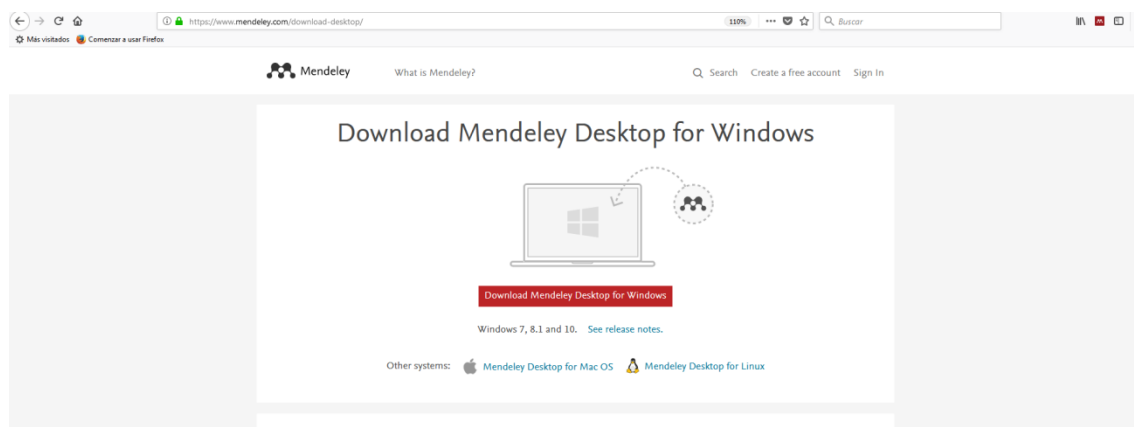 https://www.mendeley.com/download-desktop/ 110% Buscar
Más visitados Comenzar a usar Firefox
Mendeley What is Mendeley? Search Create a free account Sign In
Download Mendeley Desktop for Windows
Download Mendeley Desktop for Windows
Windows 7, 8.1 and 10. See release notes.
Other systems: Mendeley Desktop for Mac OS Mendeley Desktop for Linux